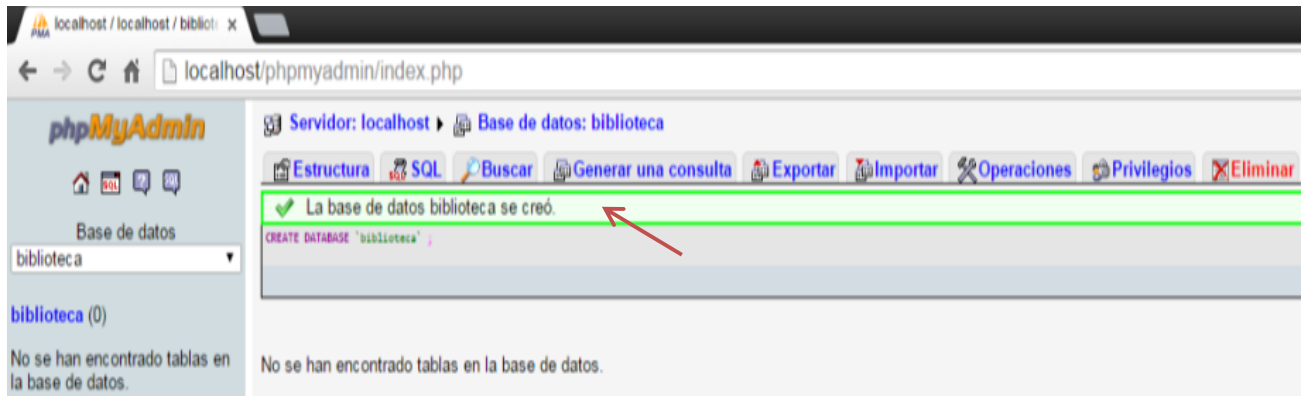 localhost / localhost / bibliot
localhost/phpmyadmin/index.php
phpMyAdmin
Servidor: localhost Base de datos: biblioteca
Estructura SQL Buscar Generar una consulta Exportar Importar Operaciones Privilegios Eliminar
La base de datos biblioteca se creó.
CREATE DATABASE `biblioteca` ;
Base de datos
biblioteca
biblioteca (0)
No se han encontrado tablas en
la base de datos.
No se han encontrado tablas en la base de datos.